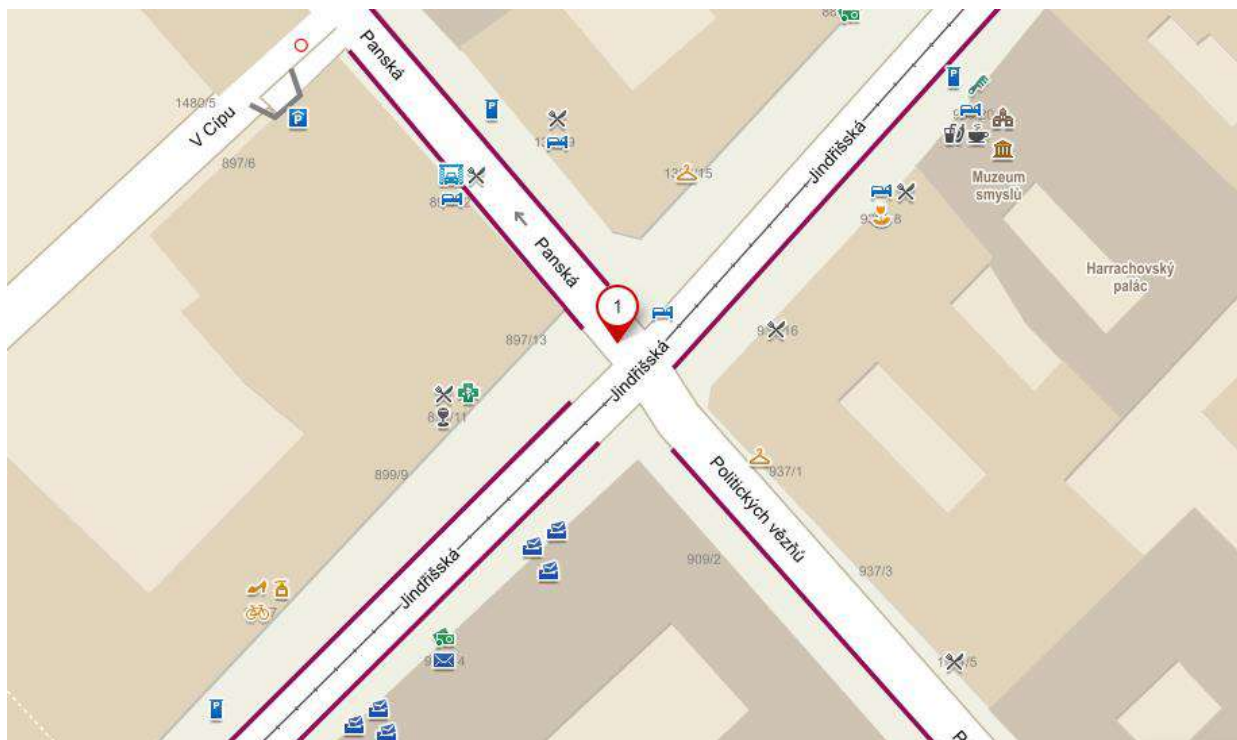 Panská
1480/5
V Cípu
897/6
Jindřišská
Muzeum
smyslů
Harrachovský
palác
Panská
897/13
Jindřišská
1
899/9
937/1
Politických vězňů
909/2
937/3
Jindřišská